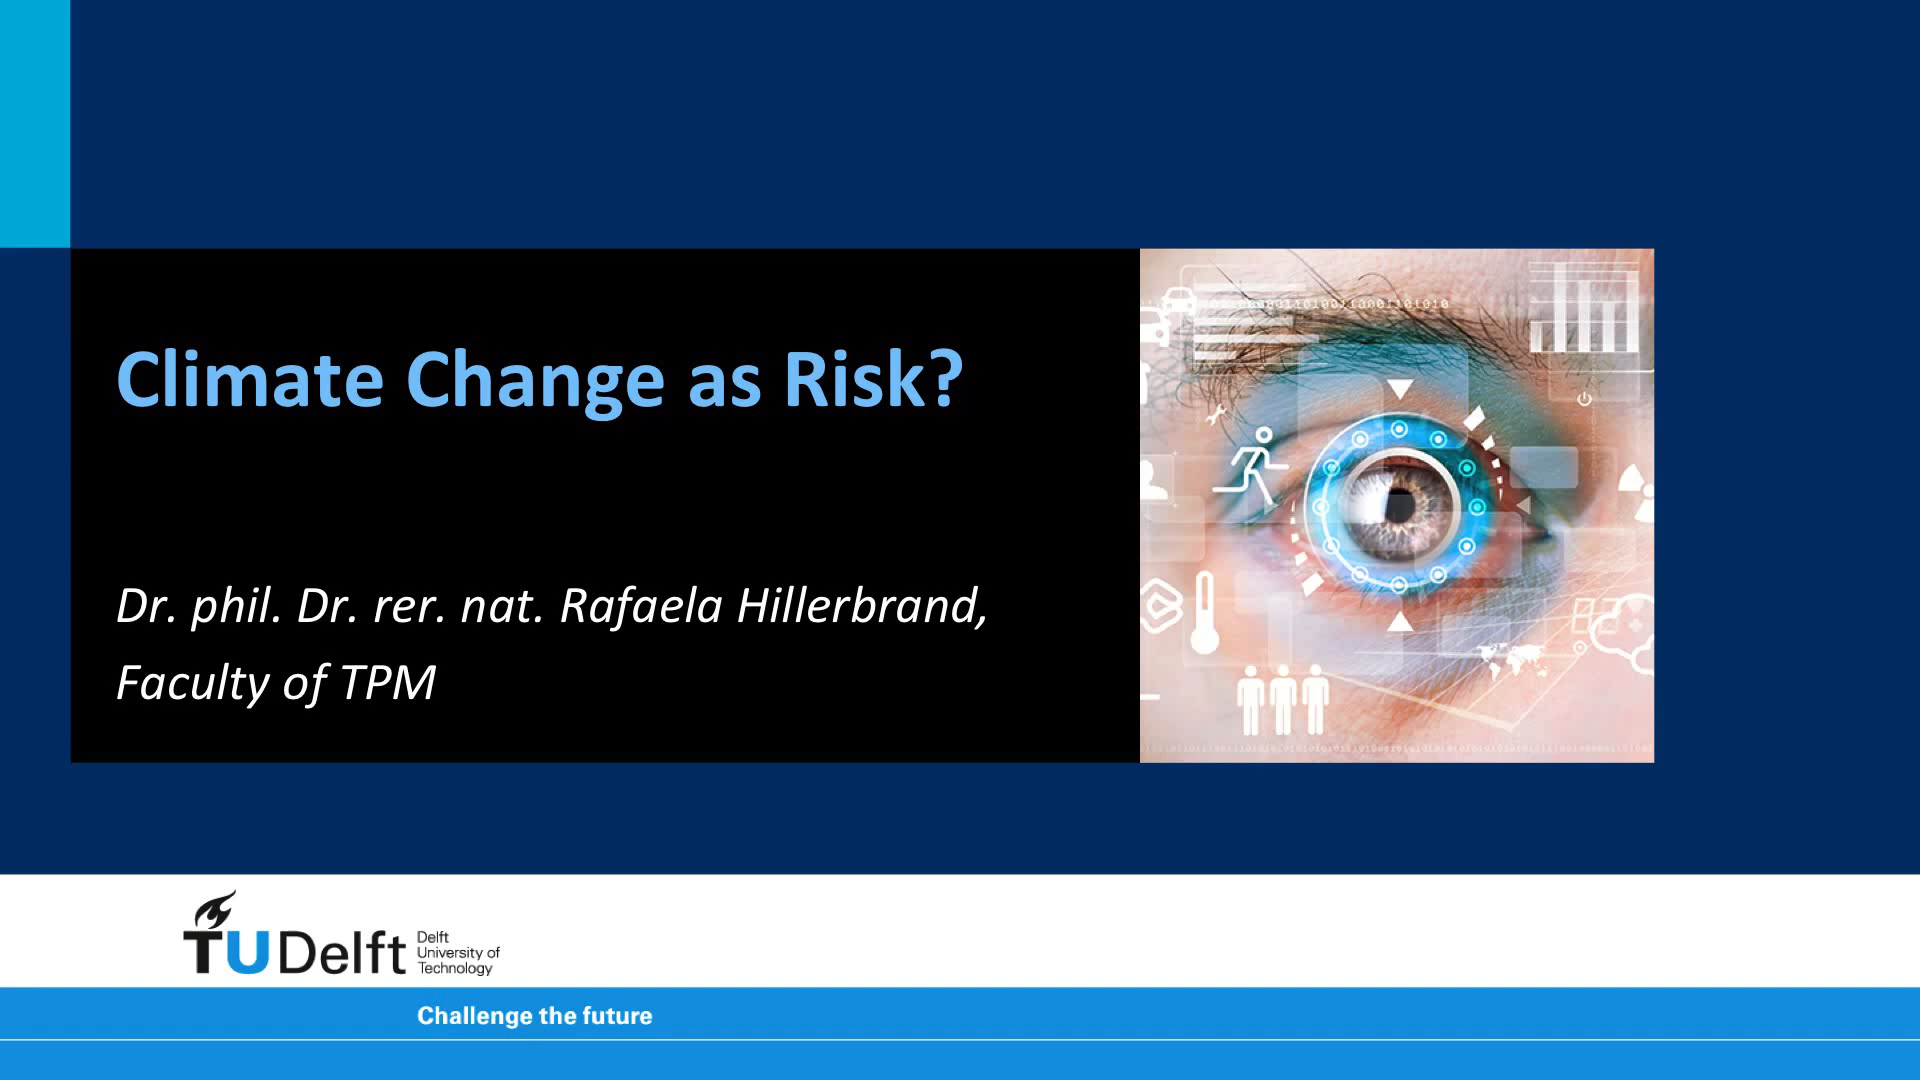 Climate Change as Risk?
Dr. phil. Dr. rer. nat. Rafaela Hillerbrand,
Faculty of TPM
TUDelft
Delft
University of
Technology
Challenge the future